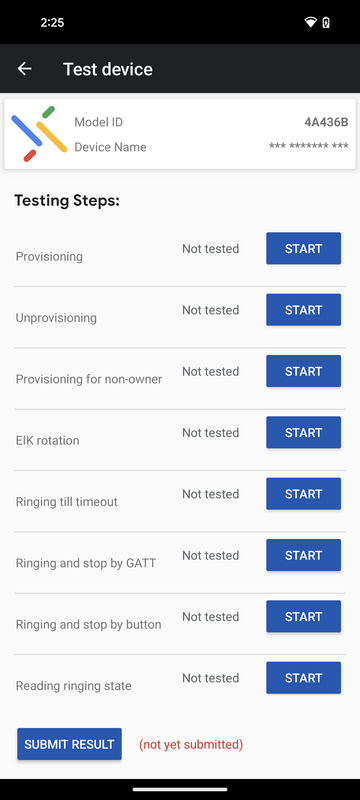 2:25
Test device
Model ID 4A436B
Device Name *** ******* ***
Testing Steps:
Provisioning Not tested START
Unprovisioning Not tested START
Provisioning for non-owner Not tested START
EIK rotation Not tested START
Ringing till timeout Not tested START
Ringing and stop by GATT Not tested START
Ringing and stop by button Not tested START
Reading ringing state Not tested START
SUBMIT RESULT (not yet submitted)